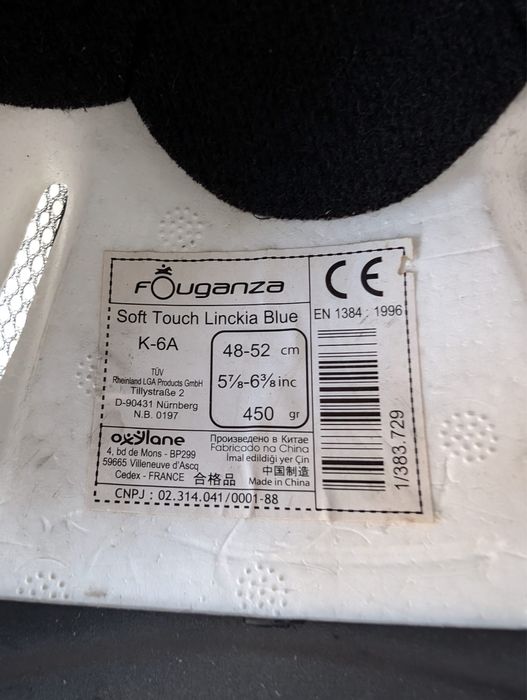 FOuganza
Soft Touch Linckia Blue
K-6A
TÜV
Rheinland LGA Products GmbH
Tillystraße 2
D-90431 Nürnberg
N.B. 0197
48-52 cm
5⅞-6⅜ inc
450 gr
CE
EN 1384 : 1996
1/383.729
oxylane
4, bd de Mons - BP299
59665 Villeneuve d'Ascq
Cedex - FRANCE 合格品
Произведено в Китае
Fabricado na China
İmal edildiği yer Çin
中国制造
Made in China
CNPJ : 02.314.041/0001-88